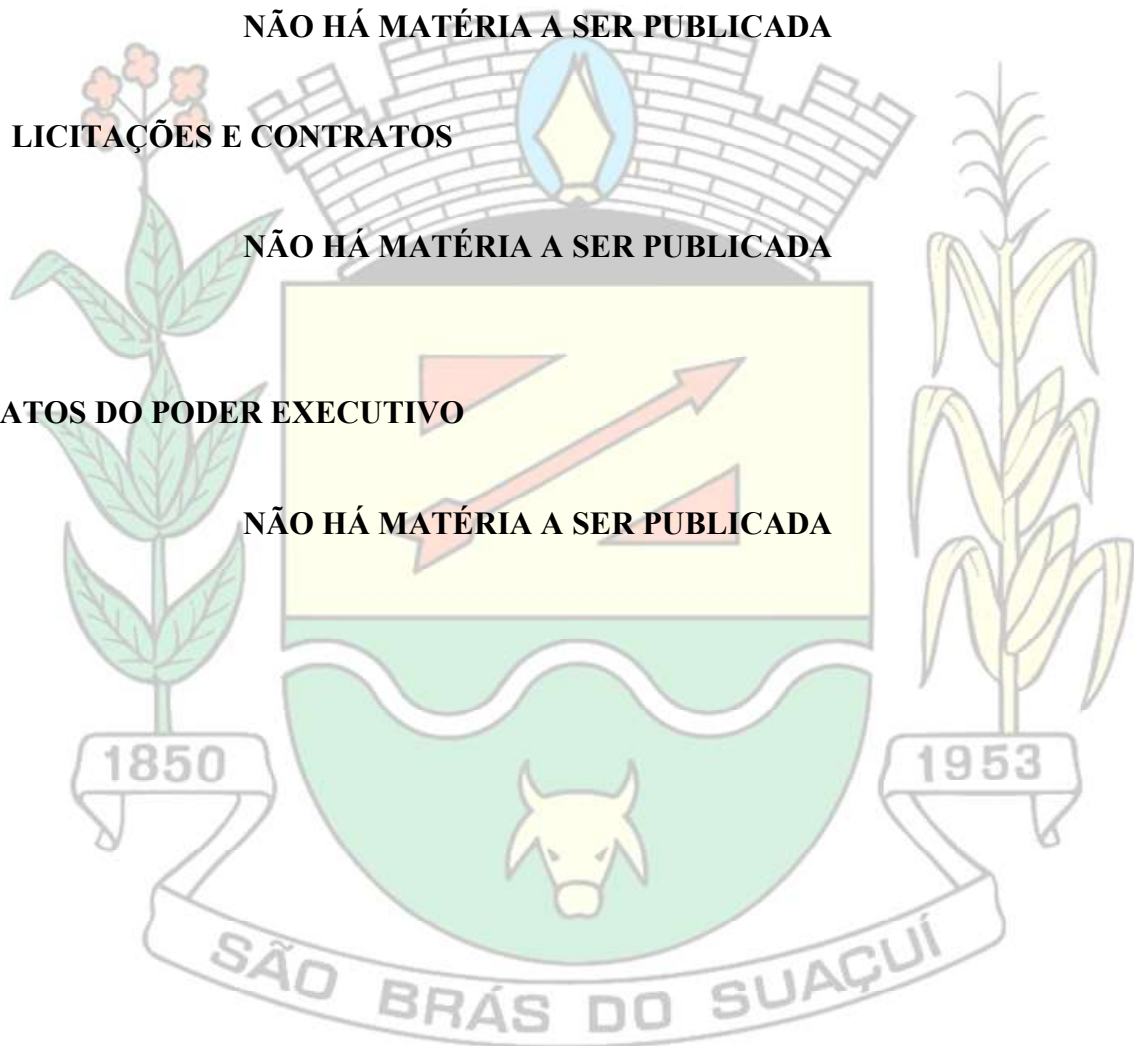 NÃO HÁ MATÉRIA A SER PUBLICADA
LICITAÇÕES E CONTRATOS
NÃO HÁ MATÉRIA A SER PUBLICADA
ATOS DO PODER EXECUTIVO
NÃO HÁ MATÉRIA A SER PUBLICADA
1850
1953
SÃO BRÁS DO SUAÇUÍ